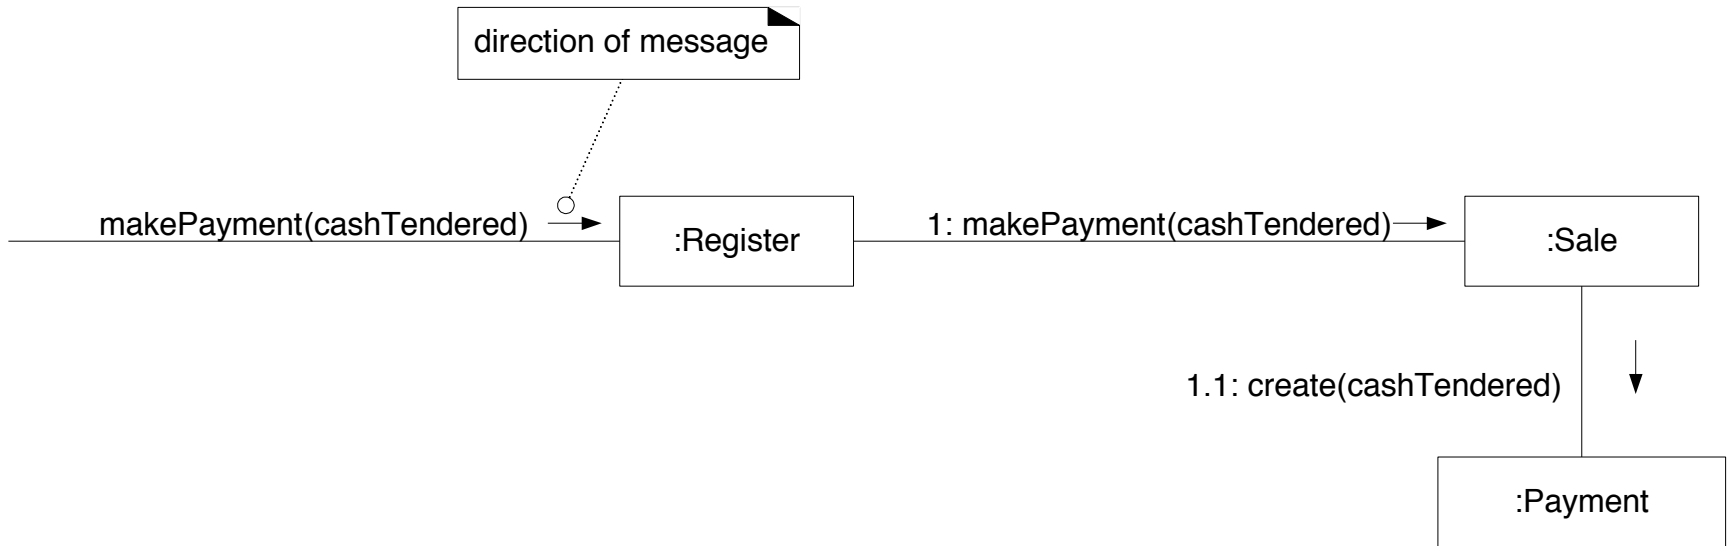 direction of message
makePayment(cashTendered)
:Register
1: makePayment(cashTendered)
:Sale
1.1: create(cashTendered)
:Payment